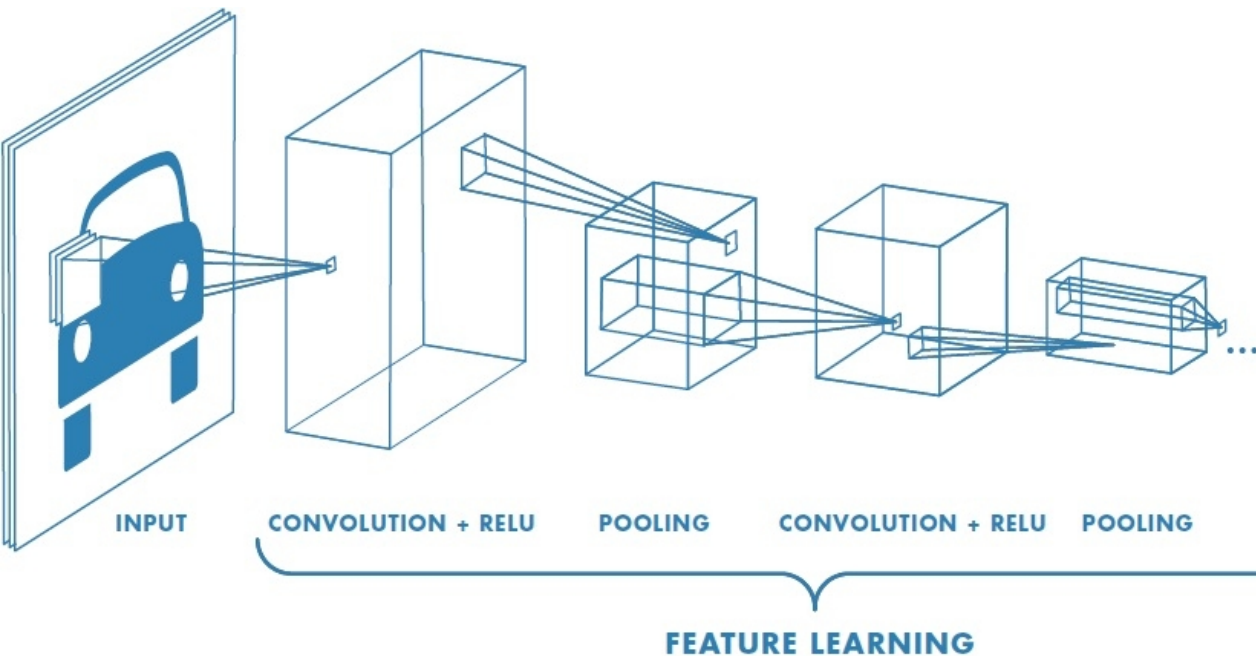 INPUT
CONVOLUTION + RELU
POOLING
CONVOLUTION + RELU
POOLING
...
FEATURE LEARNING